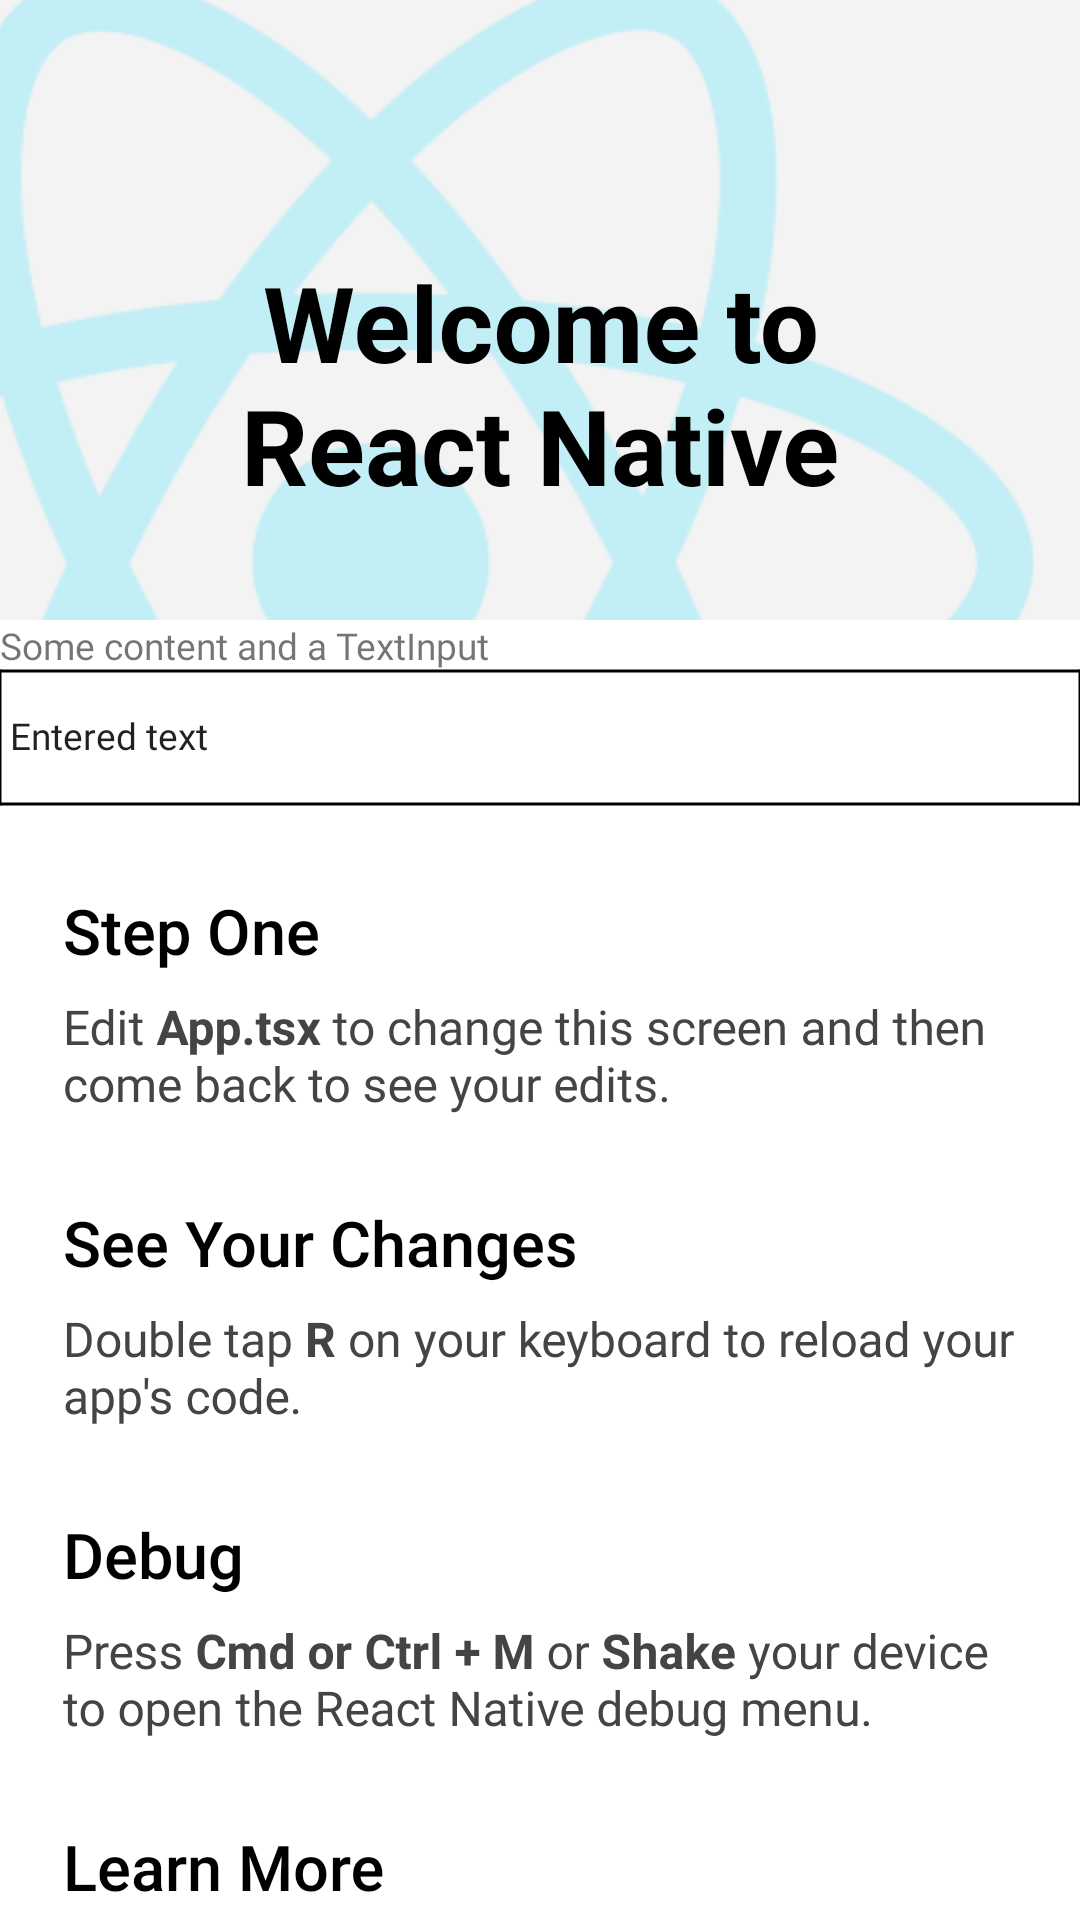 Welcome to
React Native
Some content and a TextInput
Entered text
Step One
Edit App.tsx to change this screen and then
come back to see your edits.
See Your Changes
Double tap R on your keyboard to reload your
app's code.
Debug
Press Cmd or Ctrl + M or Shake your device
to open the React Native debug menu.
Learn More